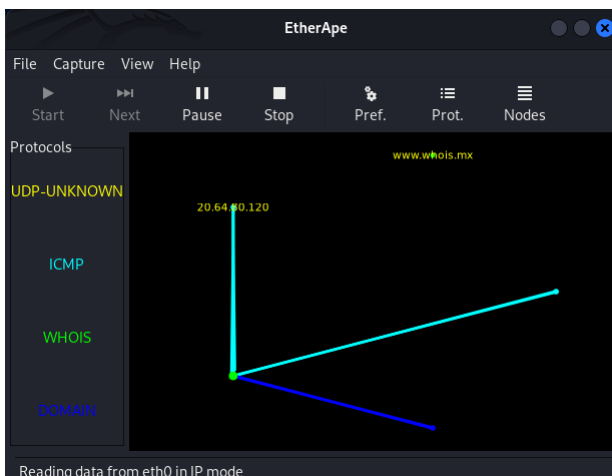 EtherApe
File Capture View Help
Start Next Pause Stop Pref. Prot. Nodes
Protocols
www.whois.mx
UDP-UNKNOWN
20.64.80.120
ICMP
WHOIS
DOMAIN
Reading data from eth0 in IP mode